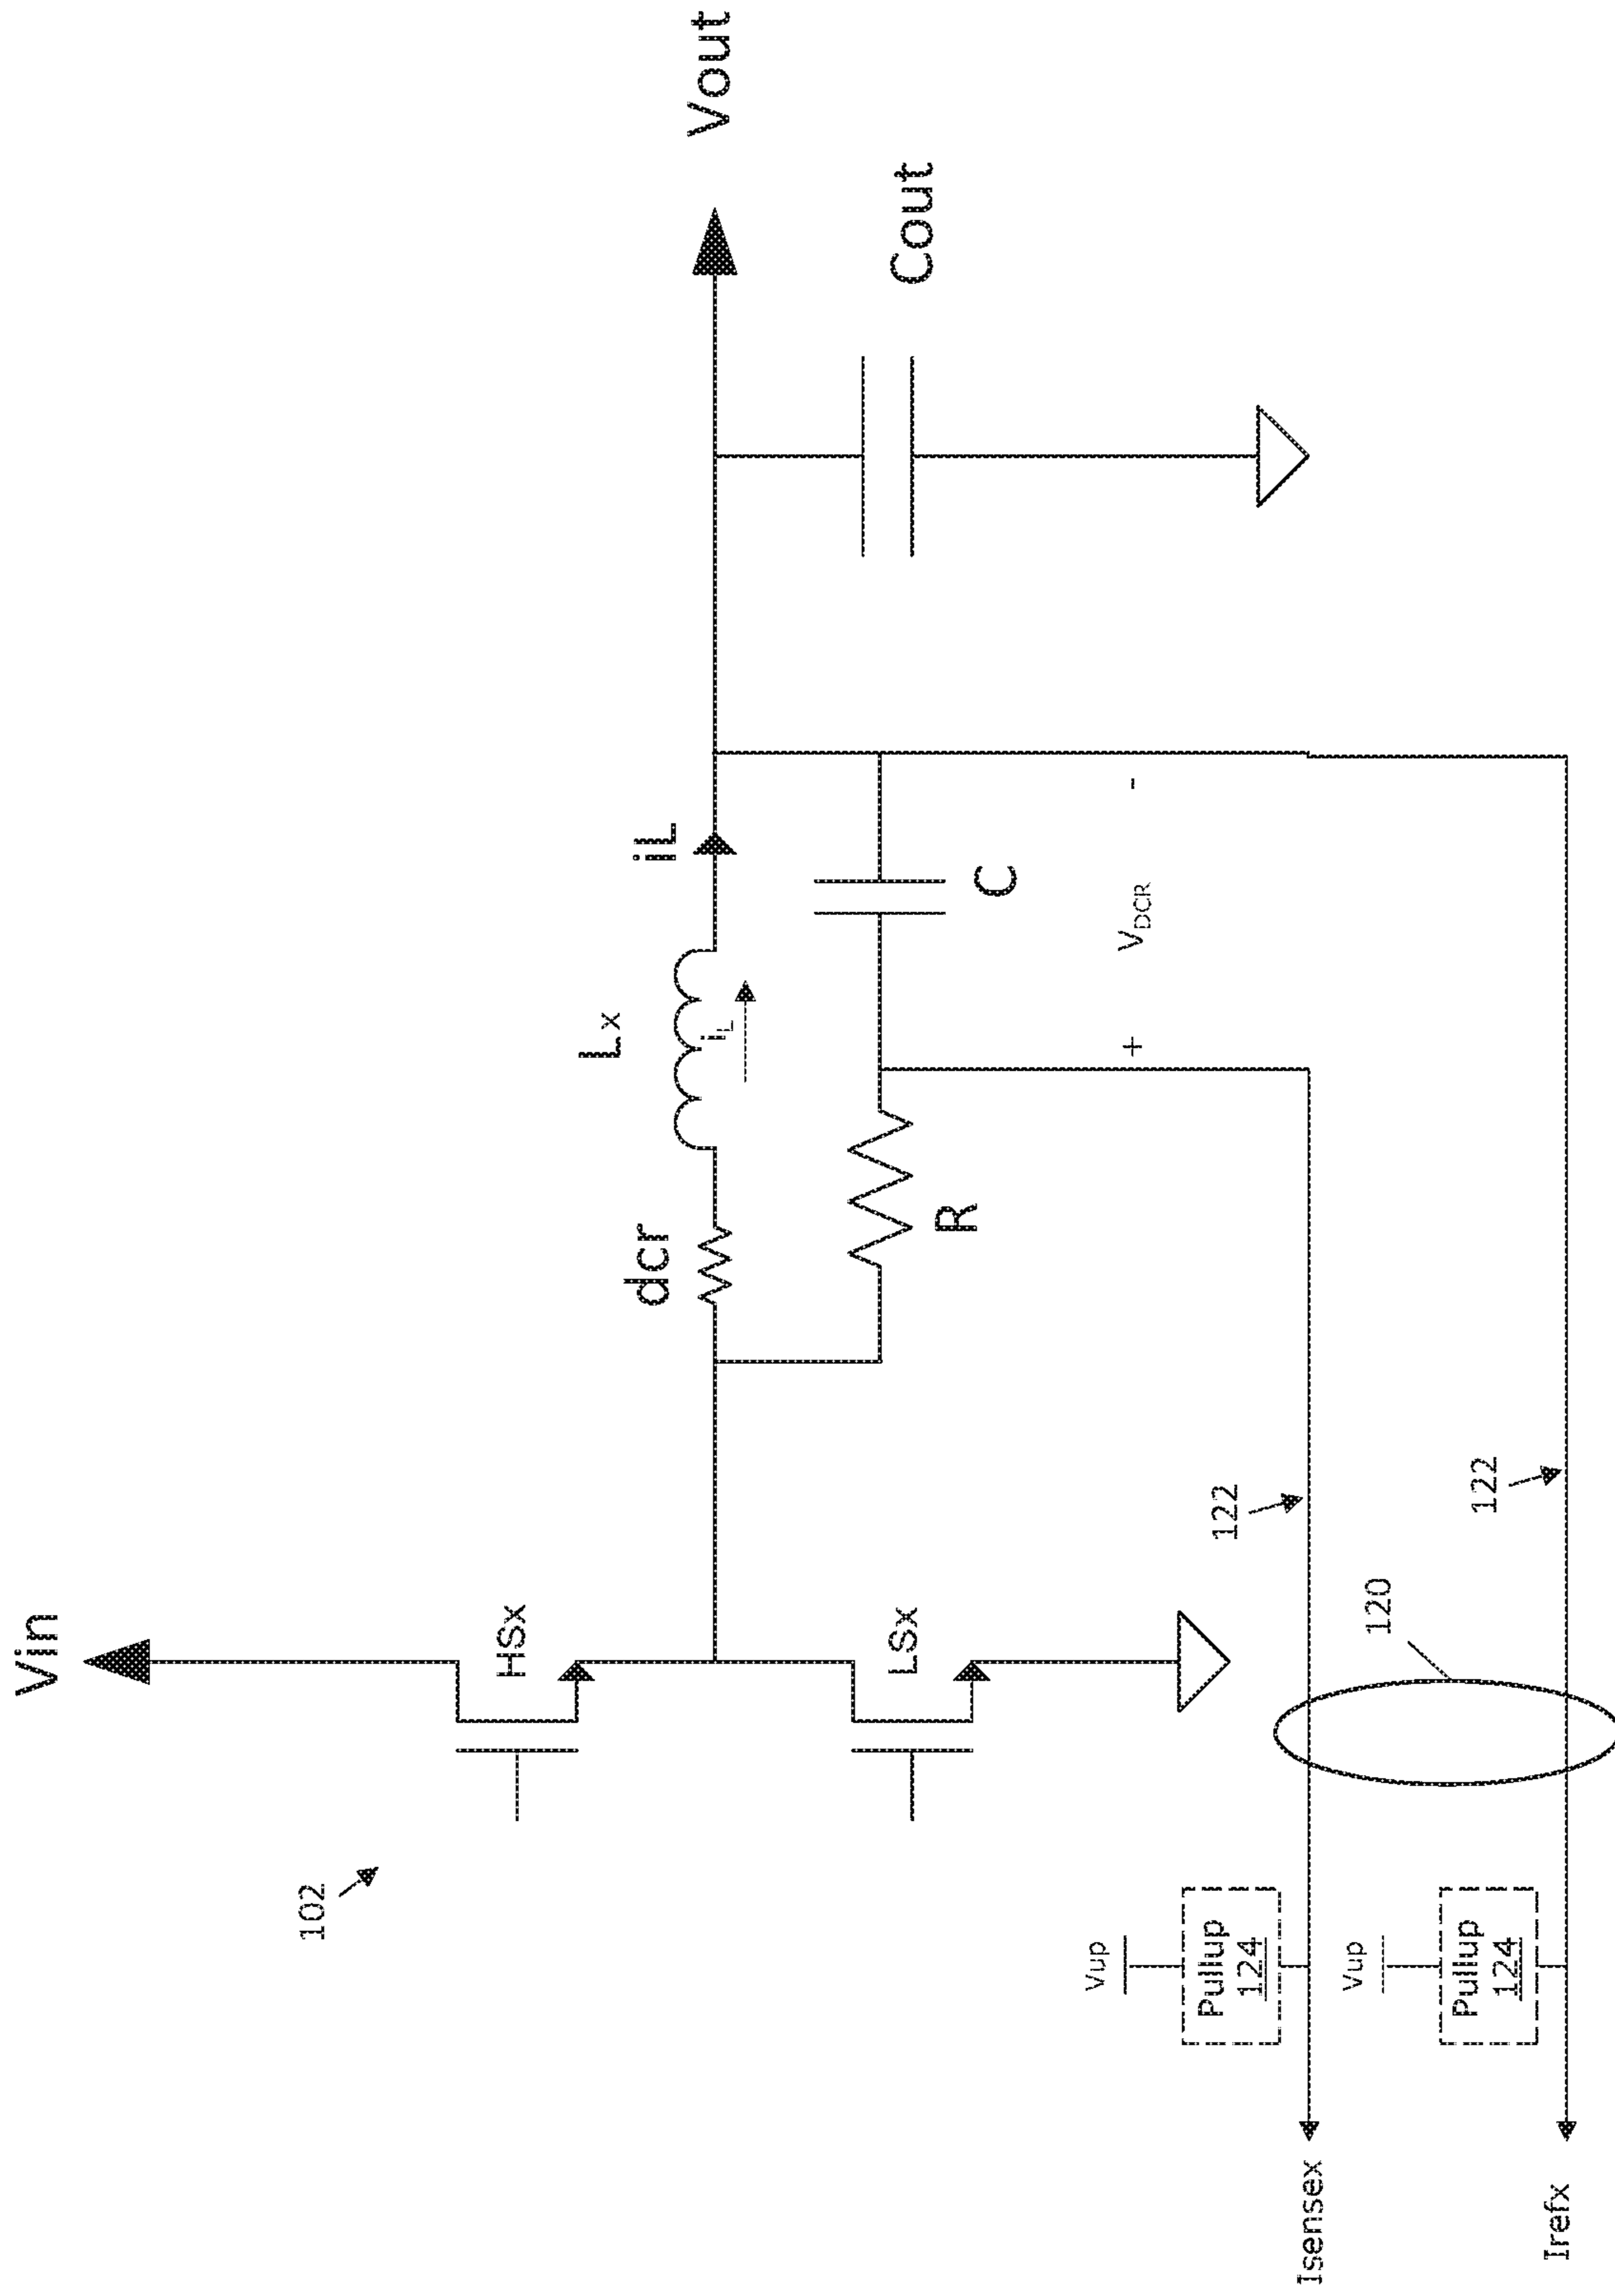 Vin
Vout
102
HSx
LSx
dcr
Lx
iL
iL
R
C
Cout
+
VDCR
-
Vup
Pullup
124
122
Isensex
120
Vup
Pullup
124
122
Irefx